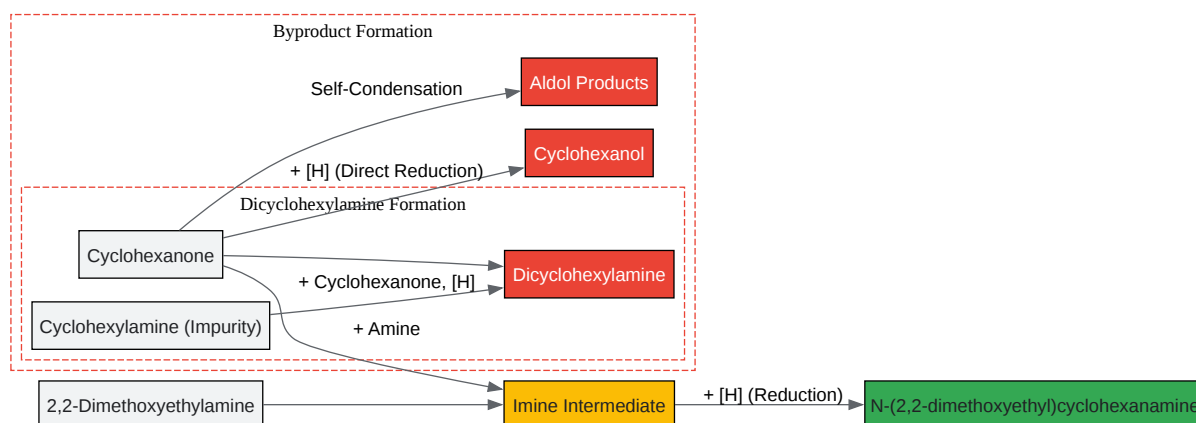 Byproduct Formation
Aldol Products
Self-Condensation
Cyclohexanol
+ [H] (Direct Reduction)
Dicyclohexylamine Formation
Cyclohexanone
Dicyclohexylamine
+ Cyclohexanone, [H]
Cyclohexylamine (Impurity)
+ Amine
2,2-Dimethoxyethylamine
Imine Intermediate
+ [H] (Reduction)
N-(2,2-dimethoxyethyl)cyclohexanamine